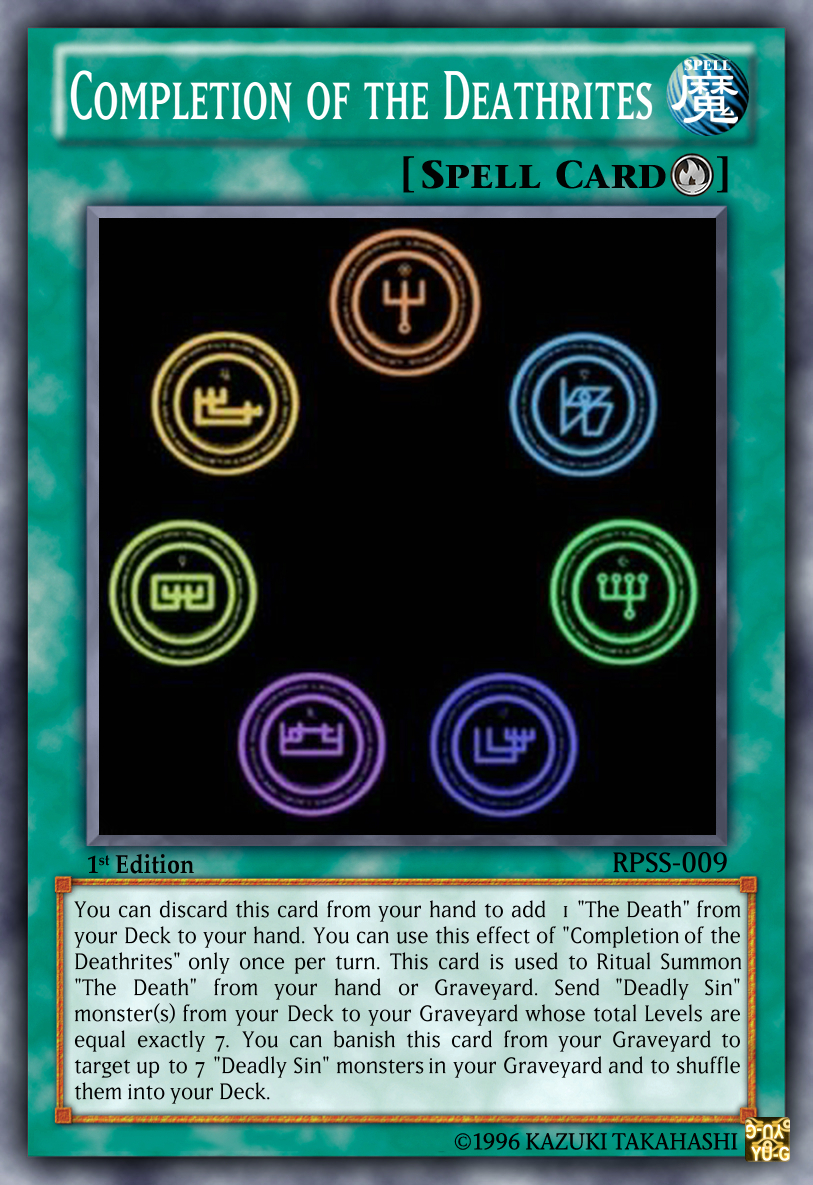 Completion of the Deathrites
SPELL
魔
[Spell Card]
1st Edition
RPSS-009
You can discard this card from your hand to add 1 "The Death" from
your Deck to your hand. You can use this effect of "Completion of the
Deathrites" only once per turn. This card is used to Ritual Summon
"The Death" from your hand or Graveyard. Send "Deadly Sin"
monster(s) from your Deck to your Graveyard whose total Levels are
equal exactly 7. You can banish this card from your Graveyard to
target up to 7 "Deadly Sin" monsters in your Graveyard and to shuffle
them into your Deck.
©1996 KAZUKI TAKAHASHI